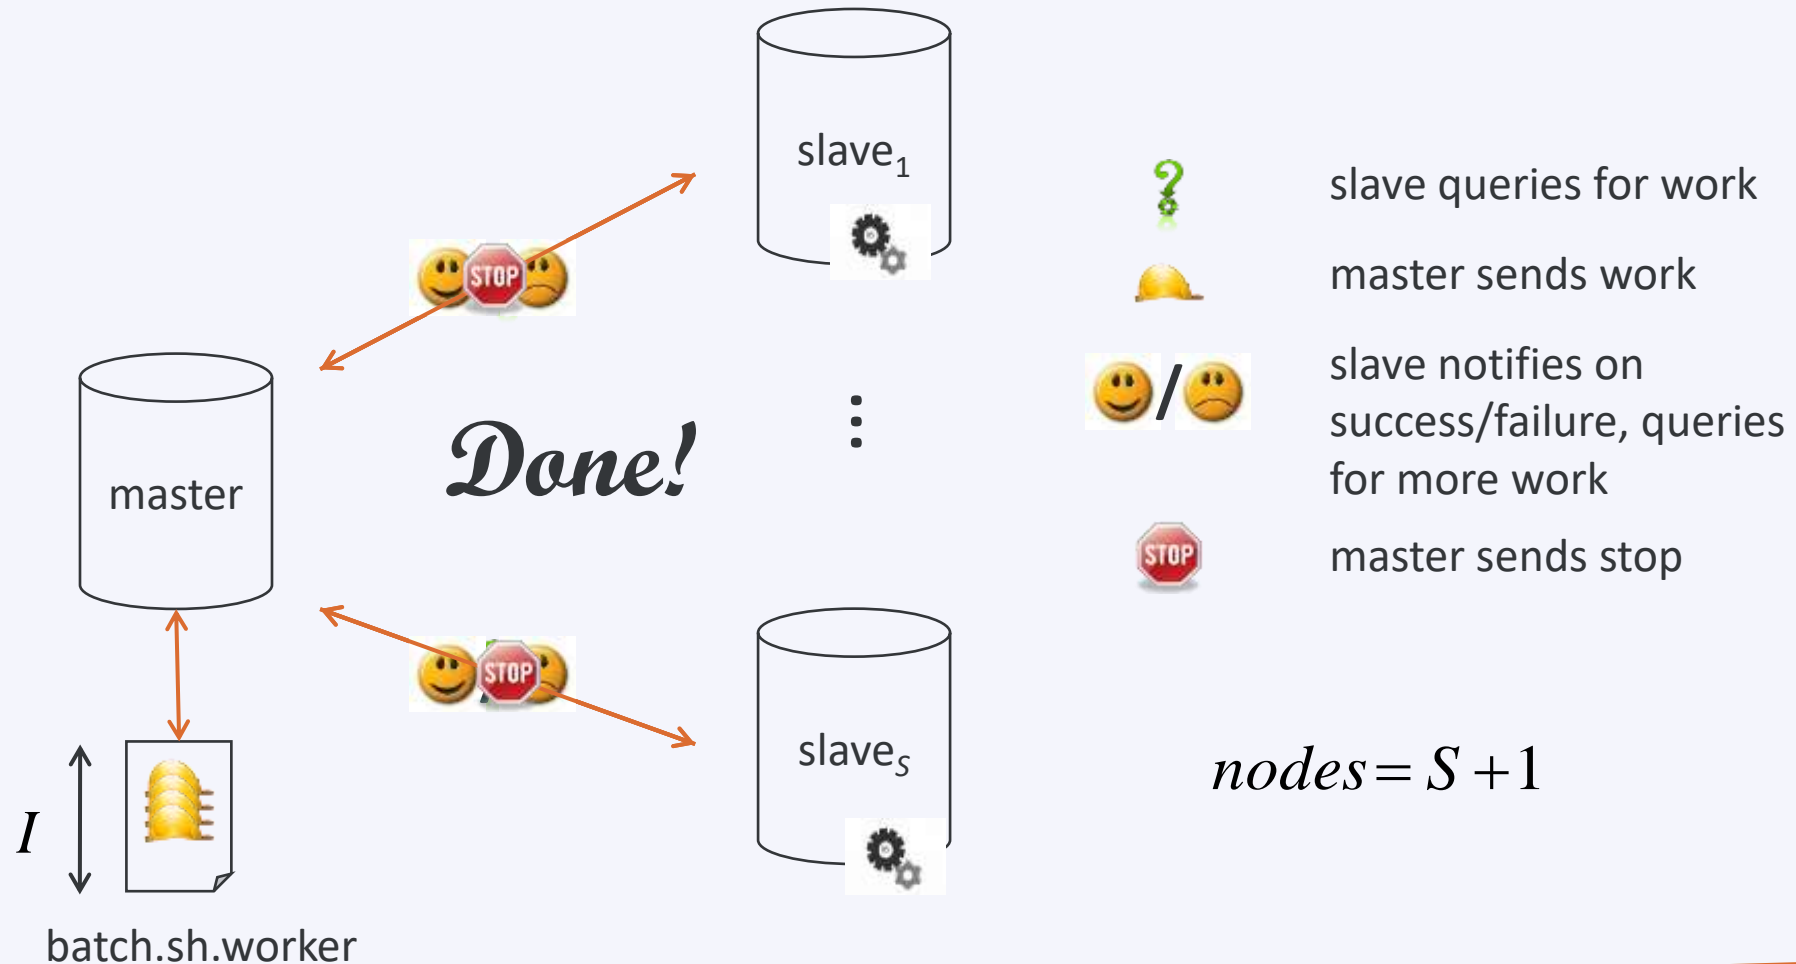 slave1
STOP
master
Done!
⋮
STOP
slaveS
I
batch.sh.worker
slave queries for work
master sends work
/
slave notifies on
success/failure, queries
for more work
STOP
master sends stop
nodes = S + 1